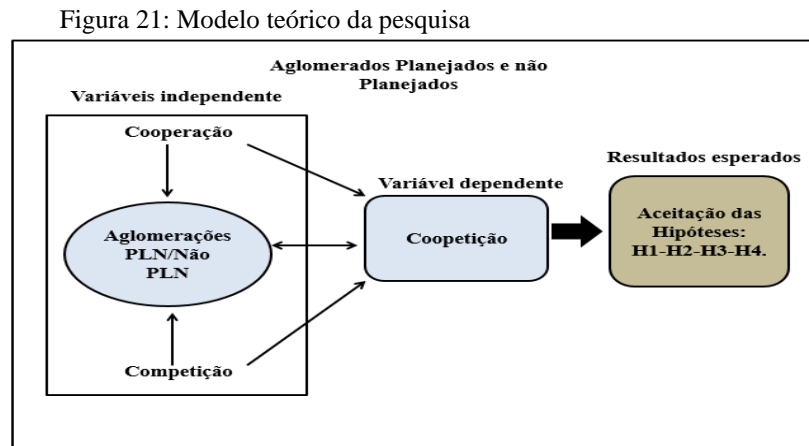 Figura 21: Modelo teórico da pesquisa
Aglomerados Planejados e não
Planejados
Variáveis independente
Cooperação
Aglomerações
PLN/Não
PLN
Competição
Variável dependente
Coopetição
Resultados esperados
Aceitação das
Hipóteses:
H1-H2-H3-H4.